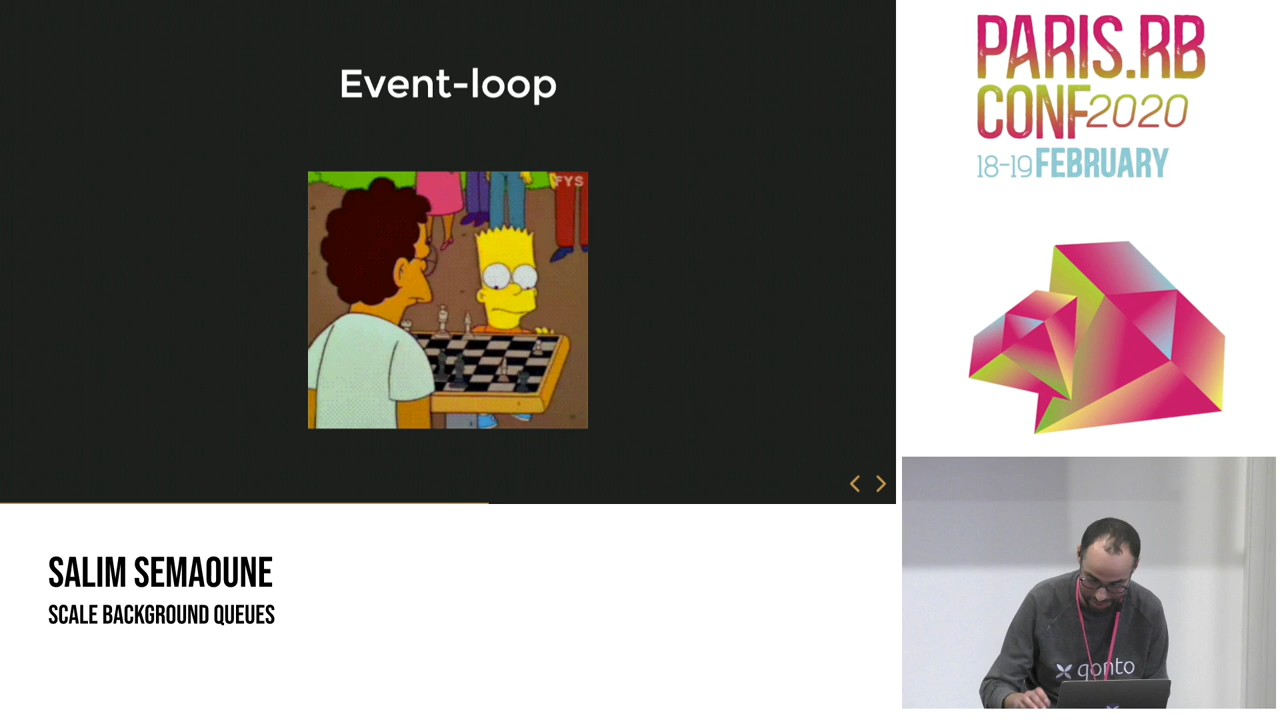 Event-loop
FYS
PARIS.RB
CONF2020
18-19 FEBRUARY
SALIM SEMAOUNE
SCALE BACKGROUND QUEUES
qonto